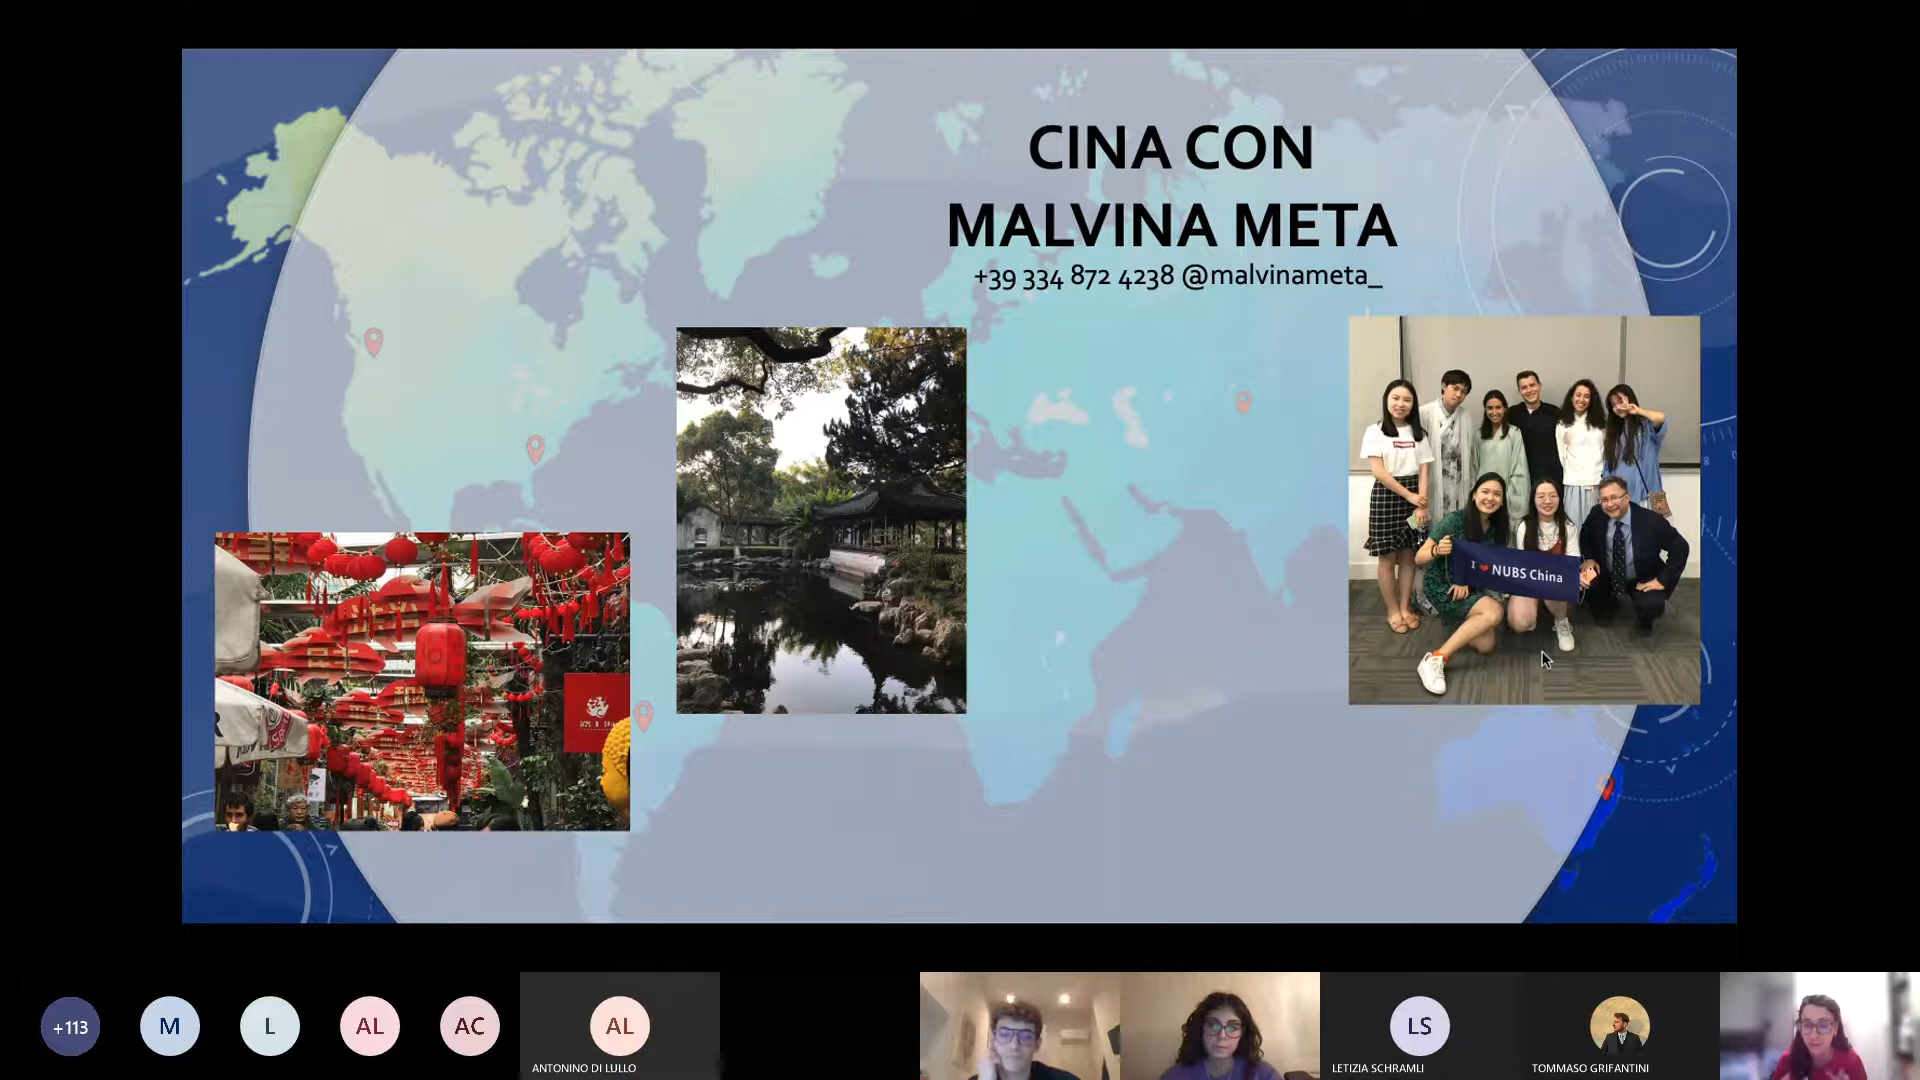 CINA CON
MALVINA META
+39 334 872 4238 @malvinameta_
I ❤ NUBS China
+113
M
L
AL
AC
AL
LS
ANTONINO DI LULLO
LETIZIA SCHRAMLI
TOMMASO GRIFANTINI